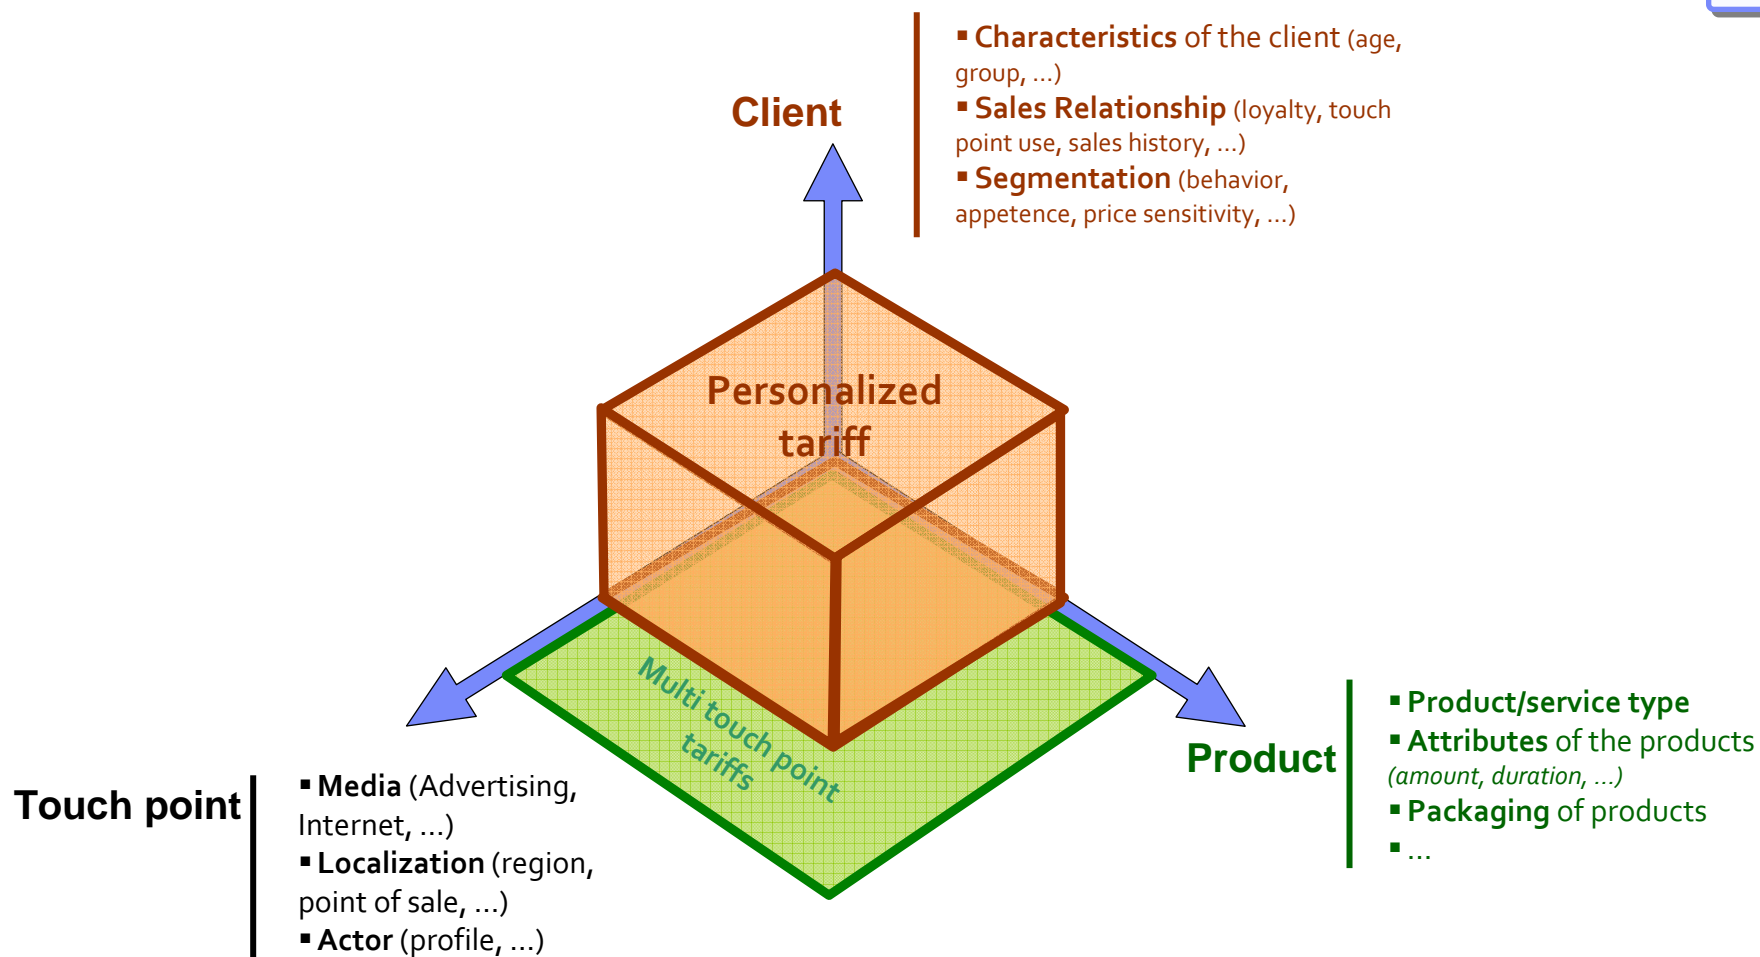 ▪ Characteristics of the client (age,
group, ...)
▪ Sales Relationship (loyalty, touch
point use, sales history, ...)
▪ Segmentation (behavior,
appetence, price sensitivity, ...)
Client
Personalized
tariff
Multi touch point
tariffs
Product
▪ Product/service type
▪ Attributes of the products
(amount, duration, ...)
▪ Packaging of products
▪ ...
Touch point
▪ Media (Advertising,
Internet, ...)
▪ Localization (region,
point of sale, ...)
▪ Actor (profile, ...)